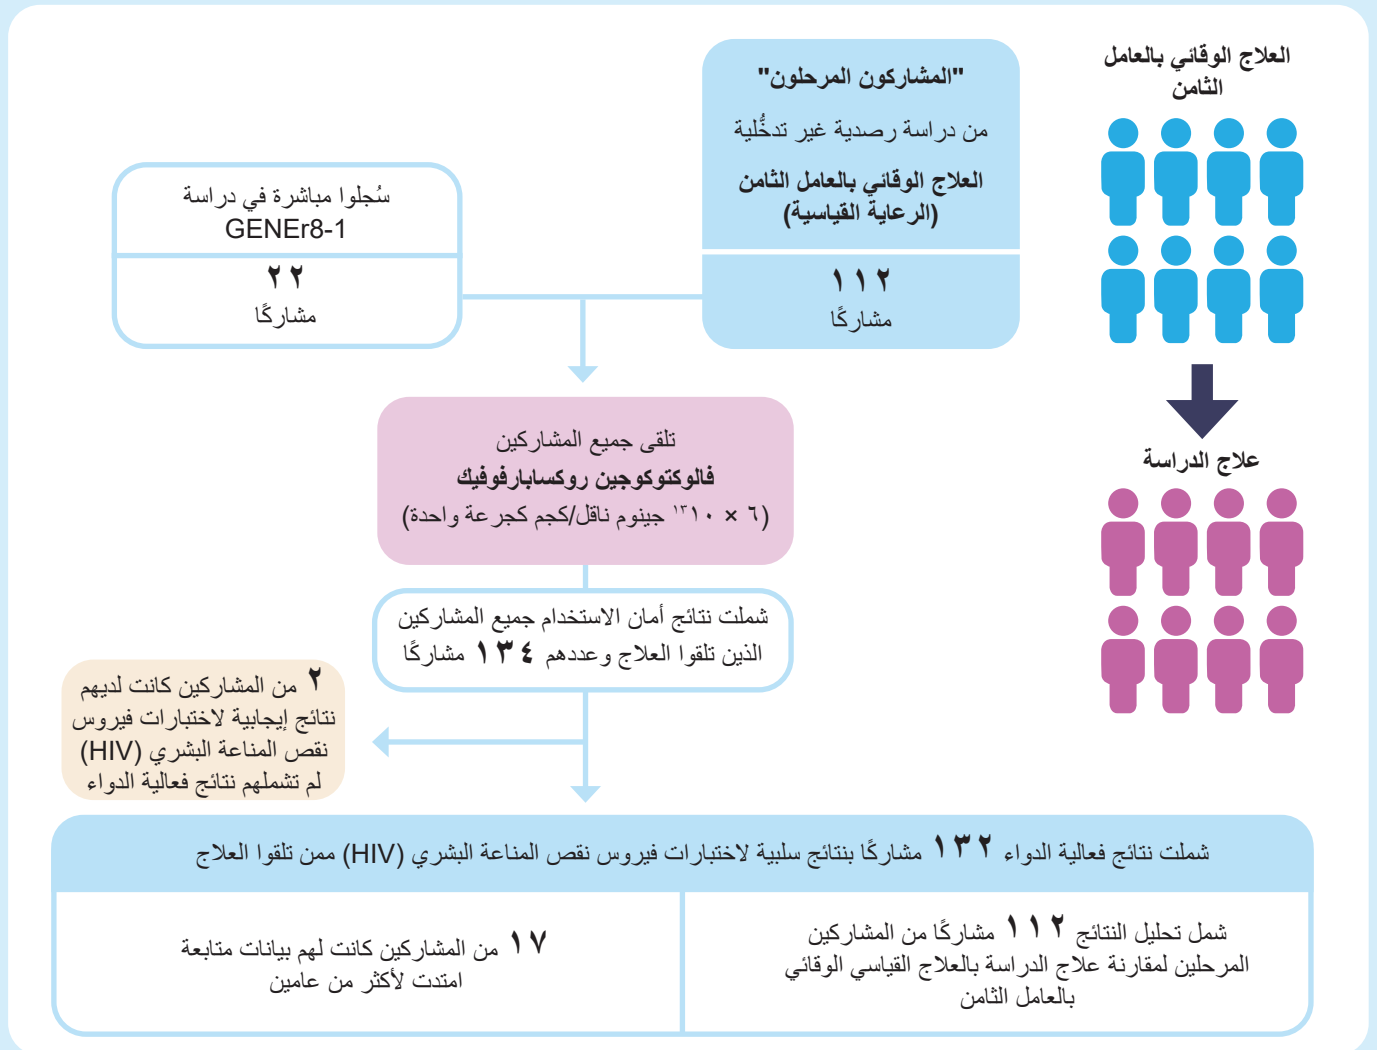 العلاج الوقائي بالعامل
الثامن
"المشاركون المرحلون"
من دراسة رصدية غير تدخُّلية
العلاج الوقائي بالعامل الثامن
(الرعاية القياسية)
١١٢
مشاركًا
سُجلوا مباشرة في دراسة
GENEr8-1
٢٢
مشاركًا
تلقى جميع المشاركين
فالوكتوكوجين روكسابارفوفيك
(٦ × ١٠¹³ جينوم ناقل/كجم كجرعة واحدة)
علاج الدراسة
شملت نتائج أمان الاستخدام جميع المشاركين
الذين تلقوا العلاج وعددهم ١٣٤ مشاركًا
٢ من المشاركين كانت لديهم
نتائج إيجابية لاختبارات فيروس
نقص المناعة البشري (HIV)
لم تشملهم نتائج فعالية الدواء
شملت نتائج فعالية الدواء ١٣٢ مشاركًا بنتائج سلبية لاختبارات فيروس نقص المناعة البشري (HIV) ممن تلقوا العلاج
شمل تحليل النتائج ١١٢ مشاركًا من المشاركين
المرحلين لمقارنة علاج الدراسة بالعلاج القياسي الوقائي
بالعامل الثامن
١٧ من المشاركين كانت لهم بيانات متابعة
امتدت لأكثر من عامين